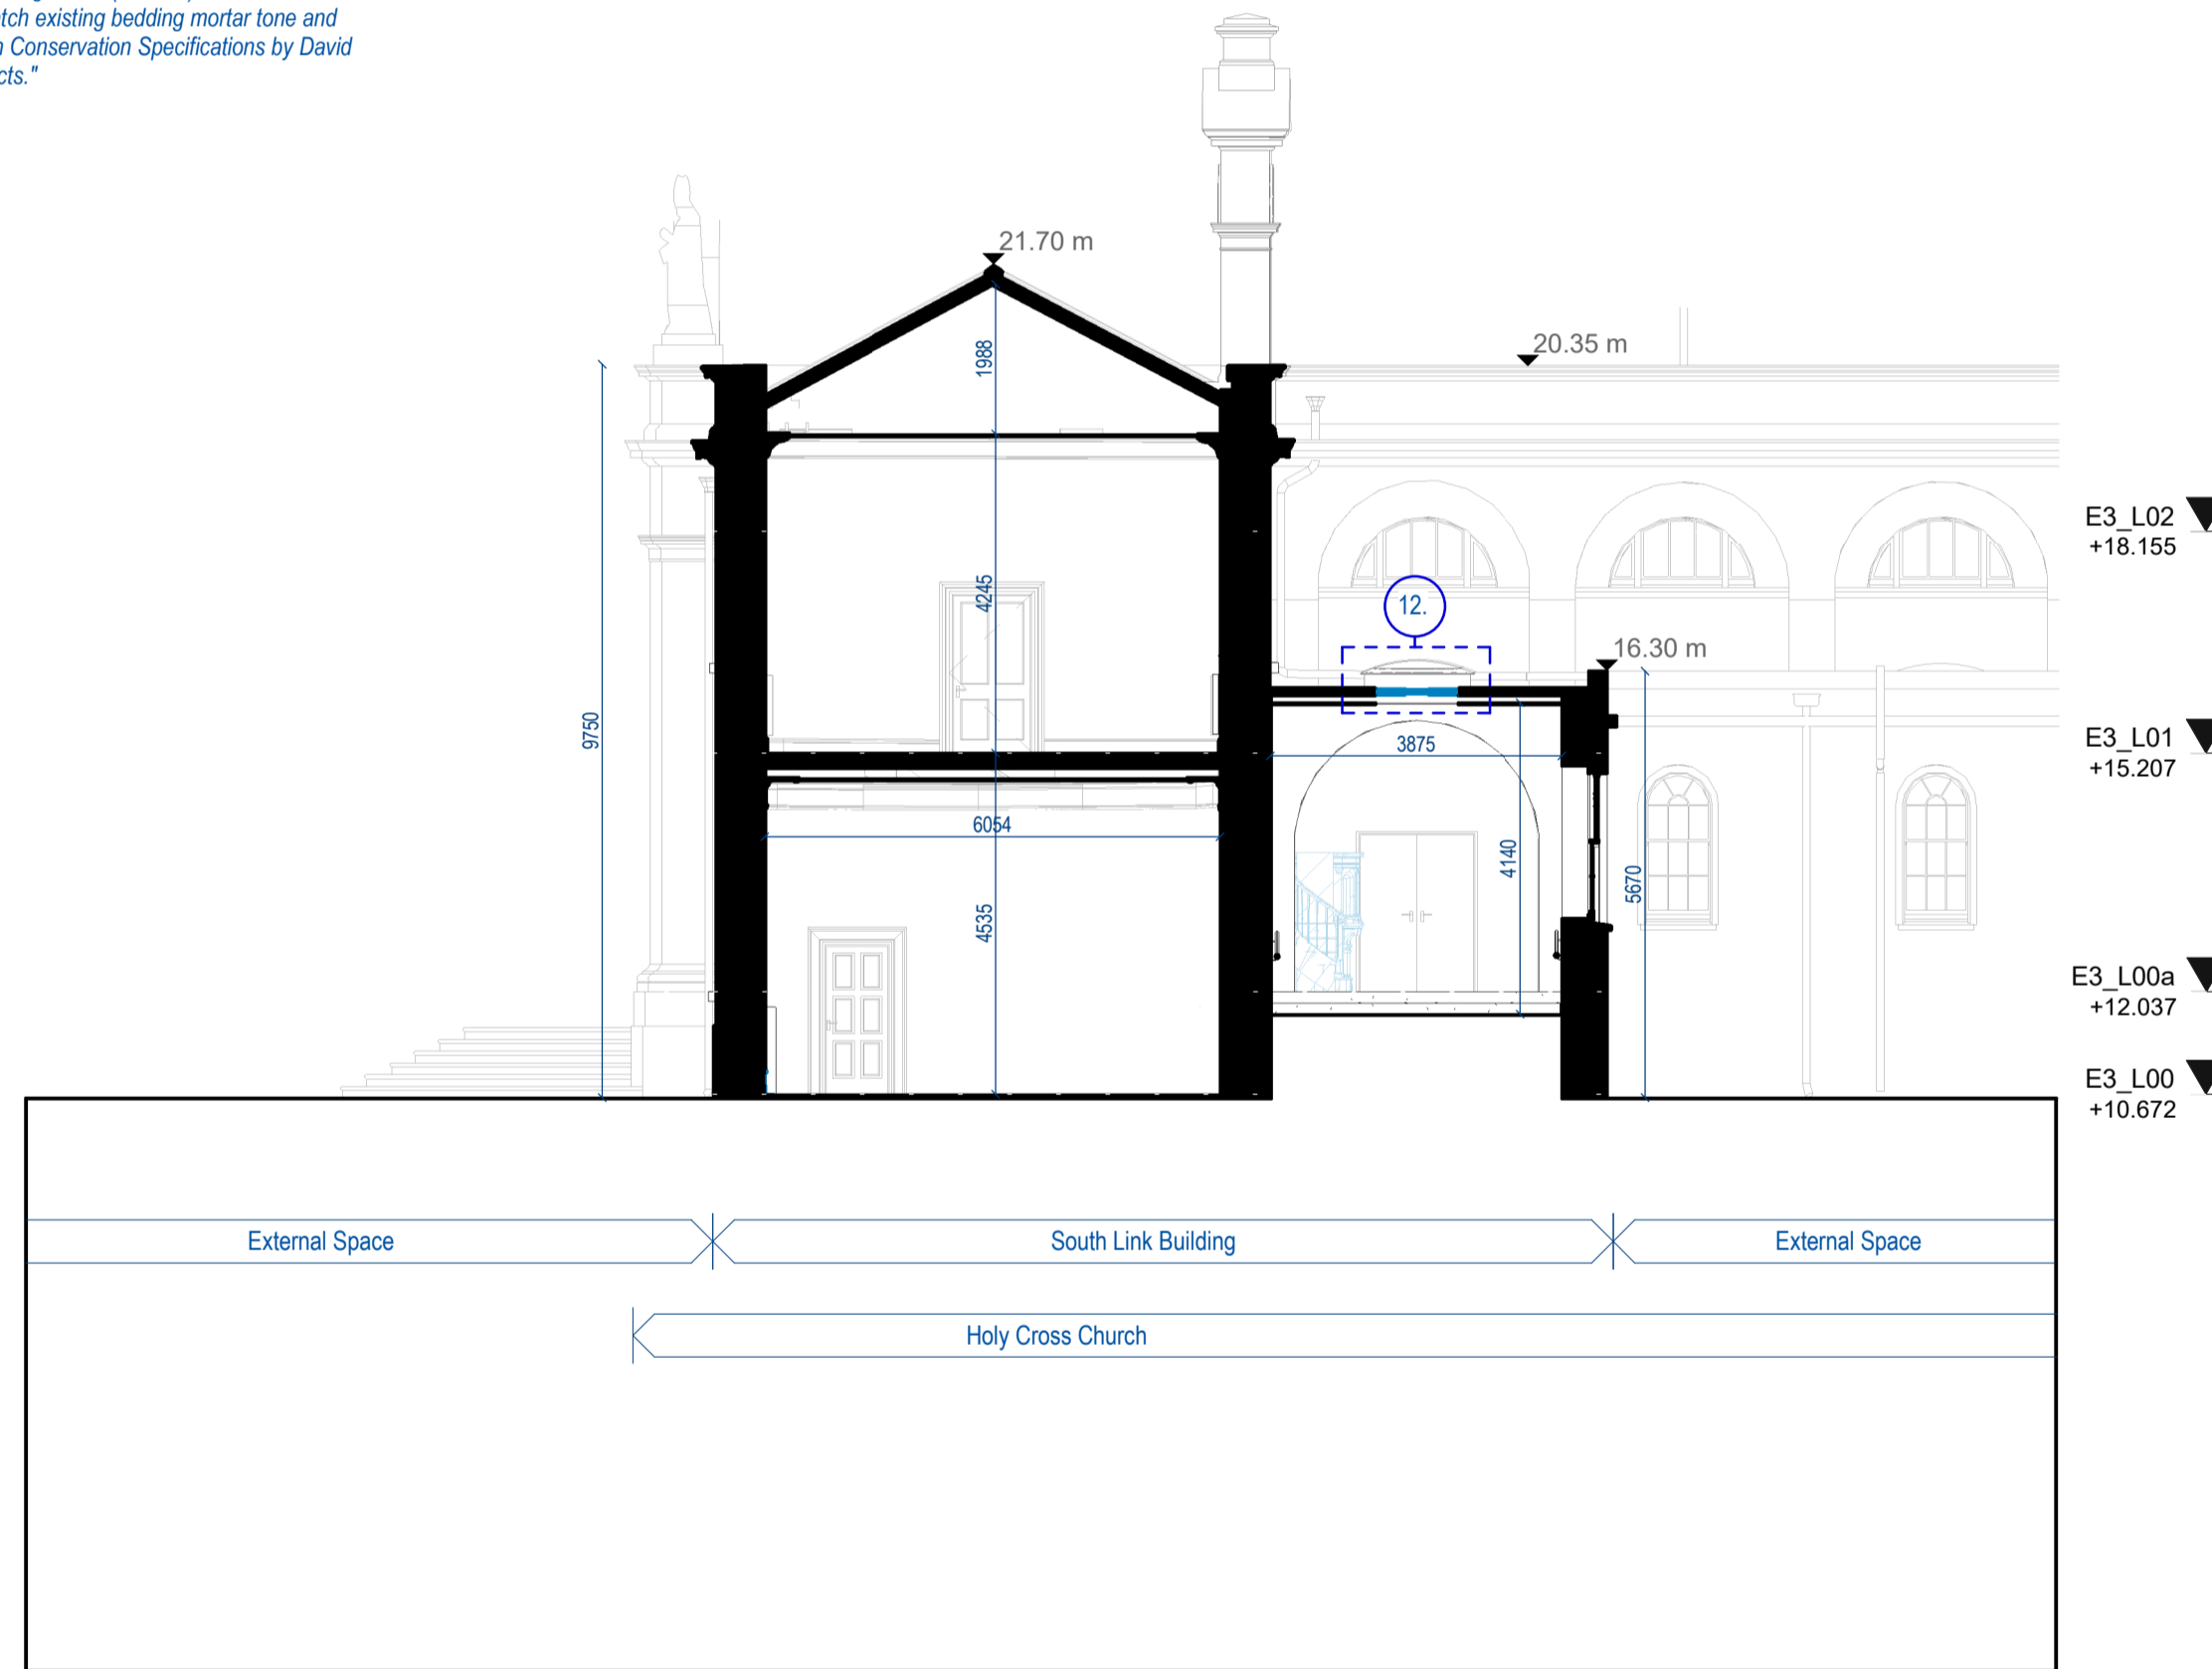 tch existing bedding mortar tone and
Conservation Specifications by David
cts."
21.70 m
20.35 m
1988
E3_L02
+18.155
4245
12.
16.30 m
9750
3875
E3_L01
+15.207
6054
4140
5670
4535
E3_L00a
+12.037
E3_L00
+10.672
External Space
South Link Building
External Space
Holy Cross Church